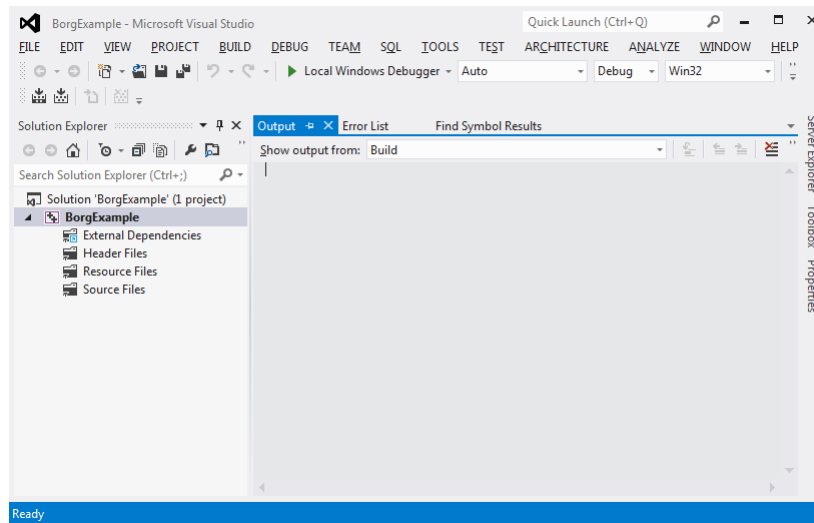 BorgExample - Microsoft Visual Studio
Quick Launch (Ctrl+Q)
FILE EDIT VIEW PROJECT BUILD DEBUG TEAM SQL TOOLS TEST ARCHITECTURE ANALYZE WINDOW HELP
Local Windows Debugger Auto Debug Win32
Solution Explorer
Output Error List Find Symbol Results
Show output from: Build
Search Solution Explorer (Ctrl+;)
Solution 'BorgExample' (1 project)
BorgExample
External Dependencies
Header Files
Resource Files
Source Files
Server Explorer
Toolbox
Properties
Ready